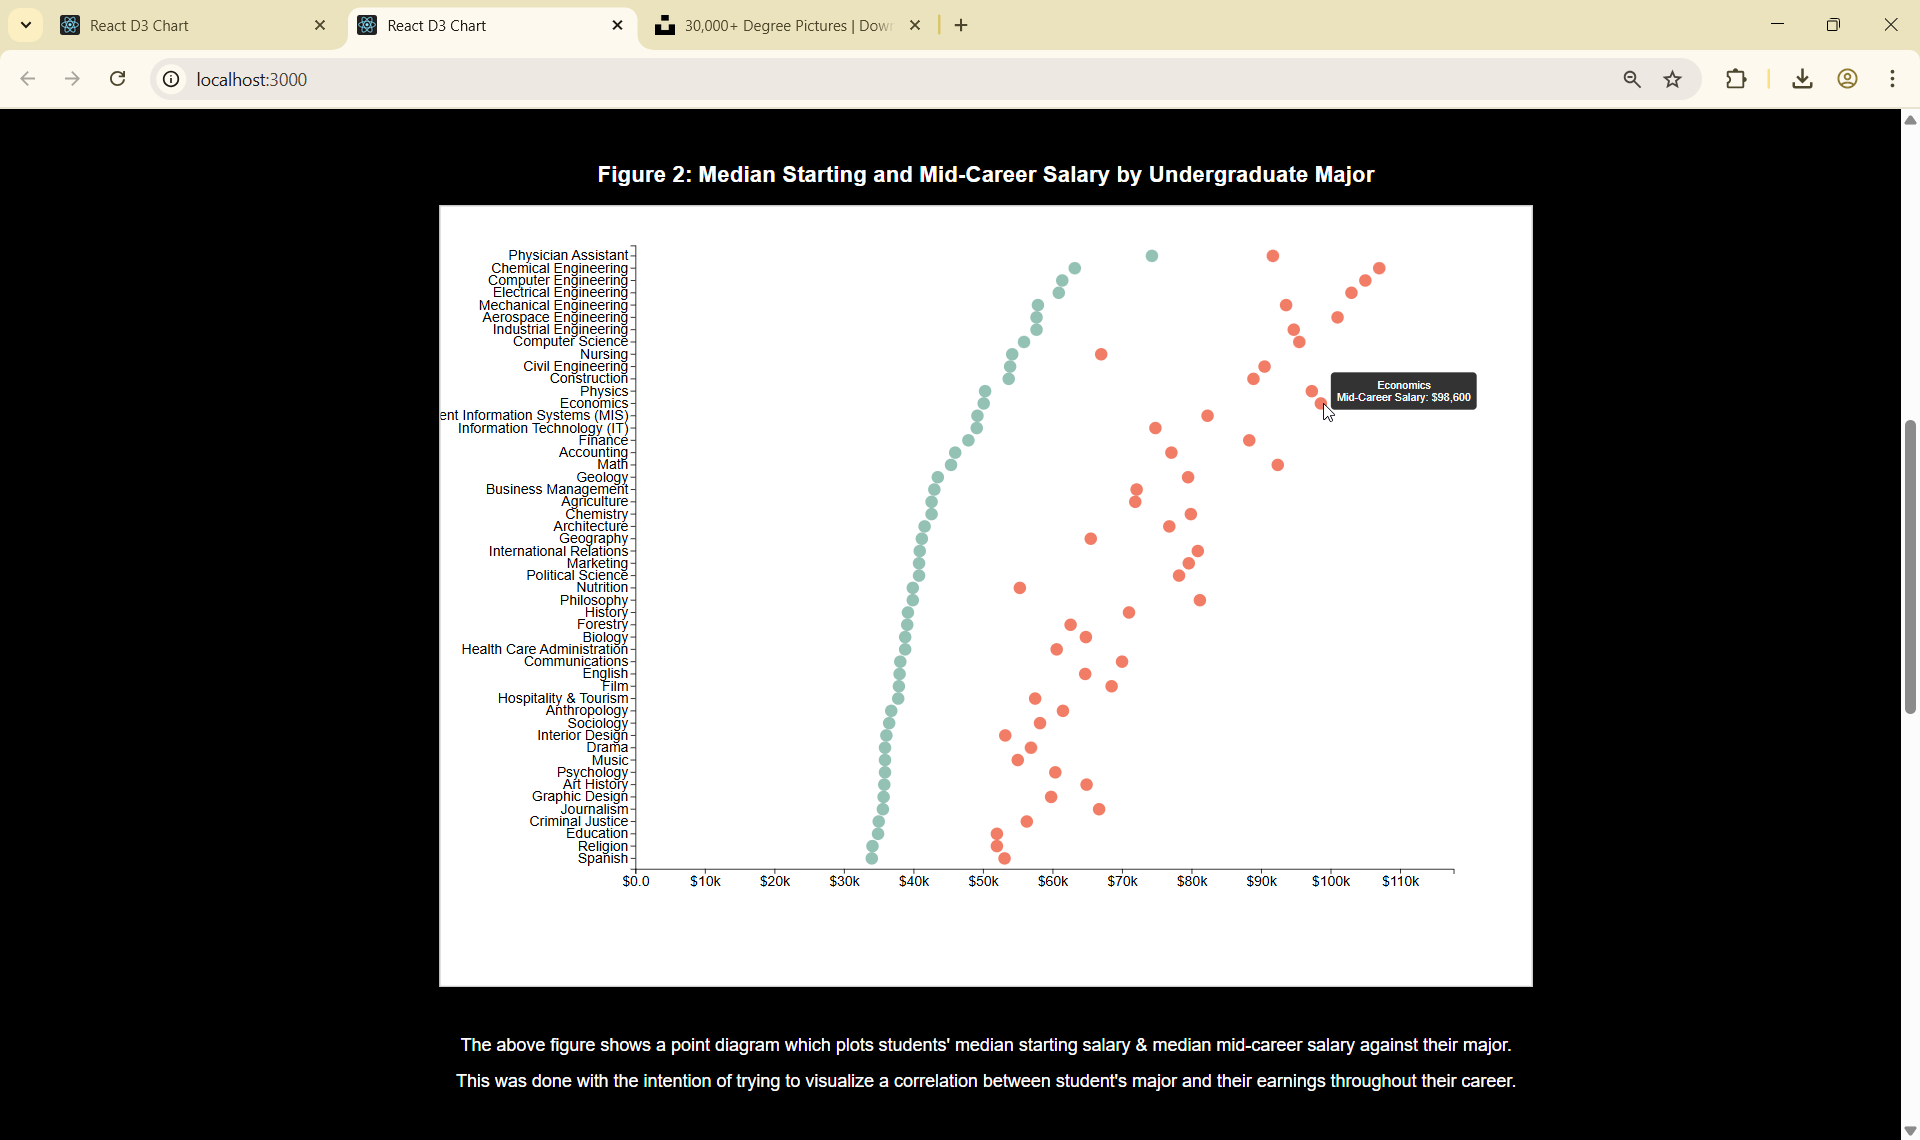 React D3 Chart
React D3 Chart
30,000+ Degree Pictures | Dow
localhost:3000
Figure 2: Median Starting and Mid-Career Salary by Undergraduate Major
Physician Assistant
Chemical Engineering
Computer Engineering
Electrical Engineering
Mechanical Engineering
Aerospace Engineering
Industrial Engineering
Computer Science
Nursing
Civil Engineering
Construction
Physics
Economics
ent Information Systems (MIS)
Information Technology (IT)
Finance
Accounting
Math
Geology
Business Management
Agriculture
Chemistry
Architecture
Geography
International Relations
Marketing
Political Science
Nutrition
Philosophy
History
Forestry
Biology
Health Care Administration
Communications
English
Film
Hospitality & Tourism
Anthropology
Sociology
Interior Design
Drama
Music
Psychology
Art History
Graphic Design
Journalism
Criminal Justice
Education
Religion
Spanish
Economics
Mid-Career Salary: $98,600
$0.0 $10k $20k $30k $40k $50k $60k $70k $80k $90k $100k $110k
The above figure shows a point diagram which plots students' median starting salary & median mid-career salary against their major.
This was done with the intention of trying to visualize a correlation between student's major and their earnings throughout their career.